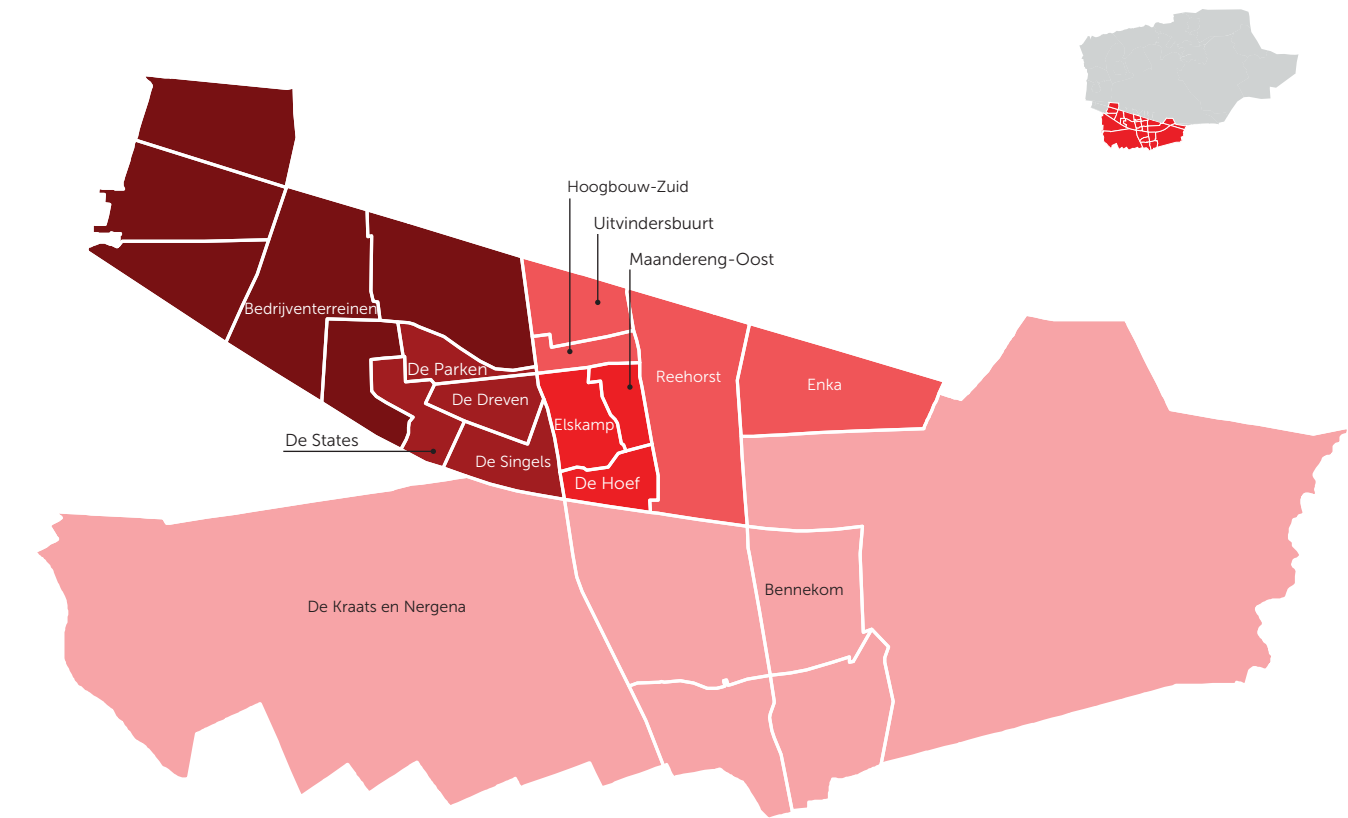 Hoogbouw-Zuid
Uitvindersbuurt
Maandereng-Oost
Bedrijventerreinen
De Parken
Reehorst
Enka
De Dreven
Elskamp
De States
De Singels
De Hoef
Bennekom
De Kraats en Nergena